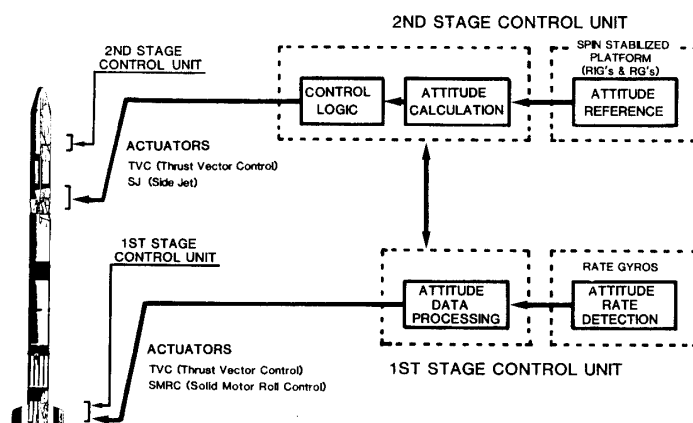 2ND STAGE CONTROL UNIT
2ND STAGE
CONTROL UNIT
SPIN STABILIZED
PLATFORM
(RIG's & RG's)
CONTROL
LOGIC
ATTITUDE
CALCULATION
ATTITUDE
REFERENCE
ACTUATORS
TVC (Thrust Vector Control)
SJ (Side Jet)
1ST STAGE
CONTROL UNIT
RATE GYROS
ATTITUDE
DATA
PROCESSING
ATTITUDE
RATE
DETECTION
ACTUATORS
TVC (Thrust Vector Control)
SMRC (Solid Motor Roll Control)
1ST STAGE CONTROL UNIT